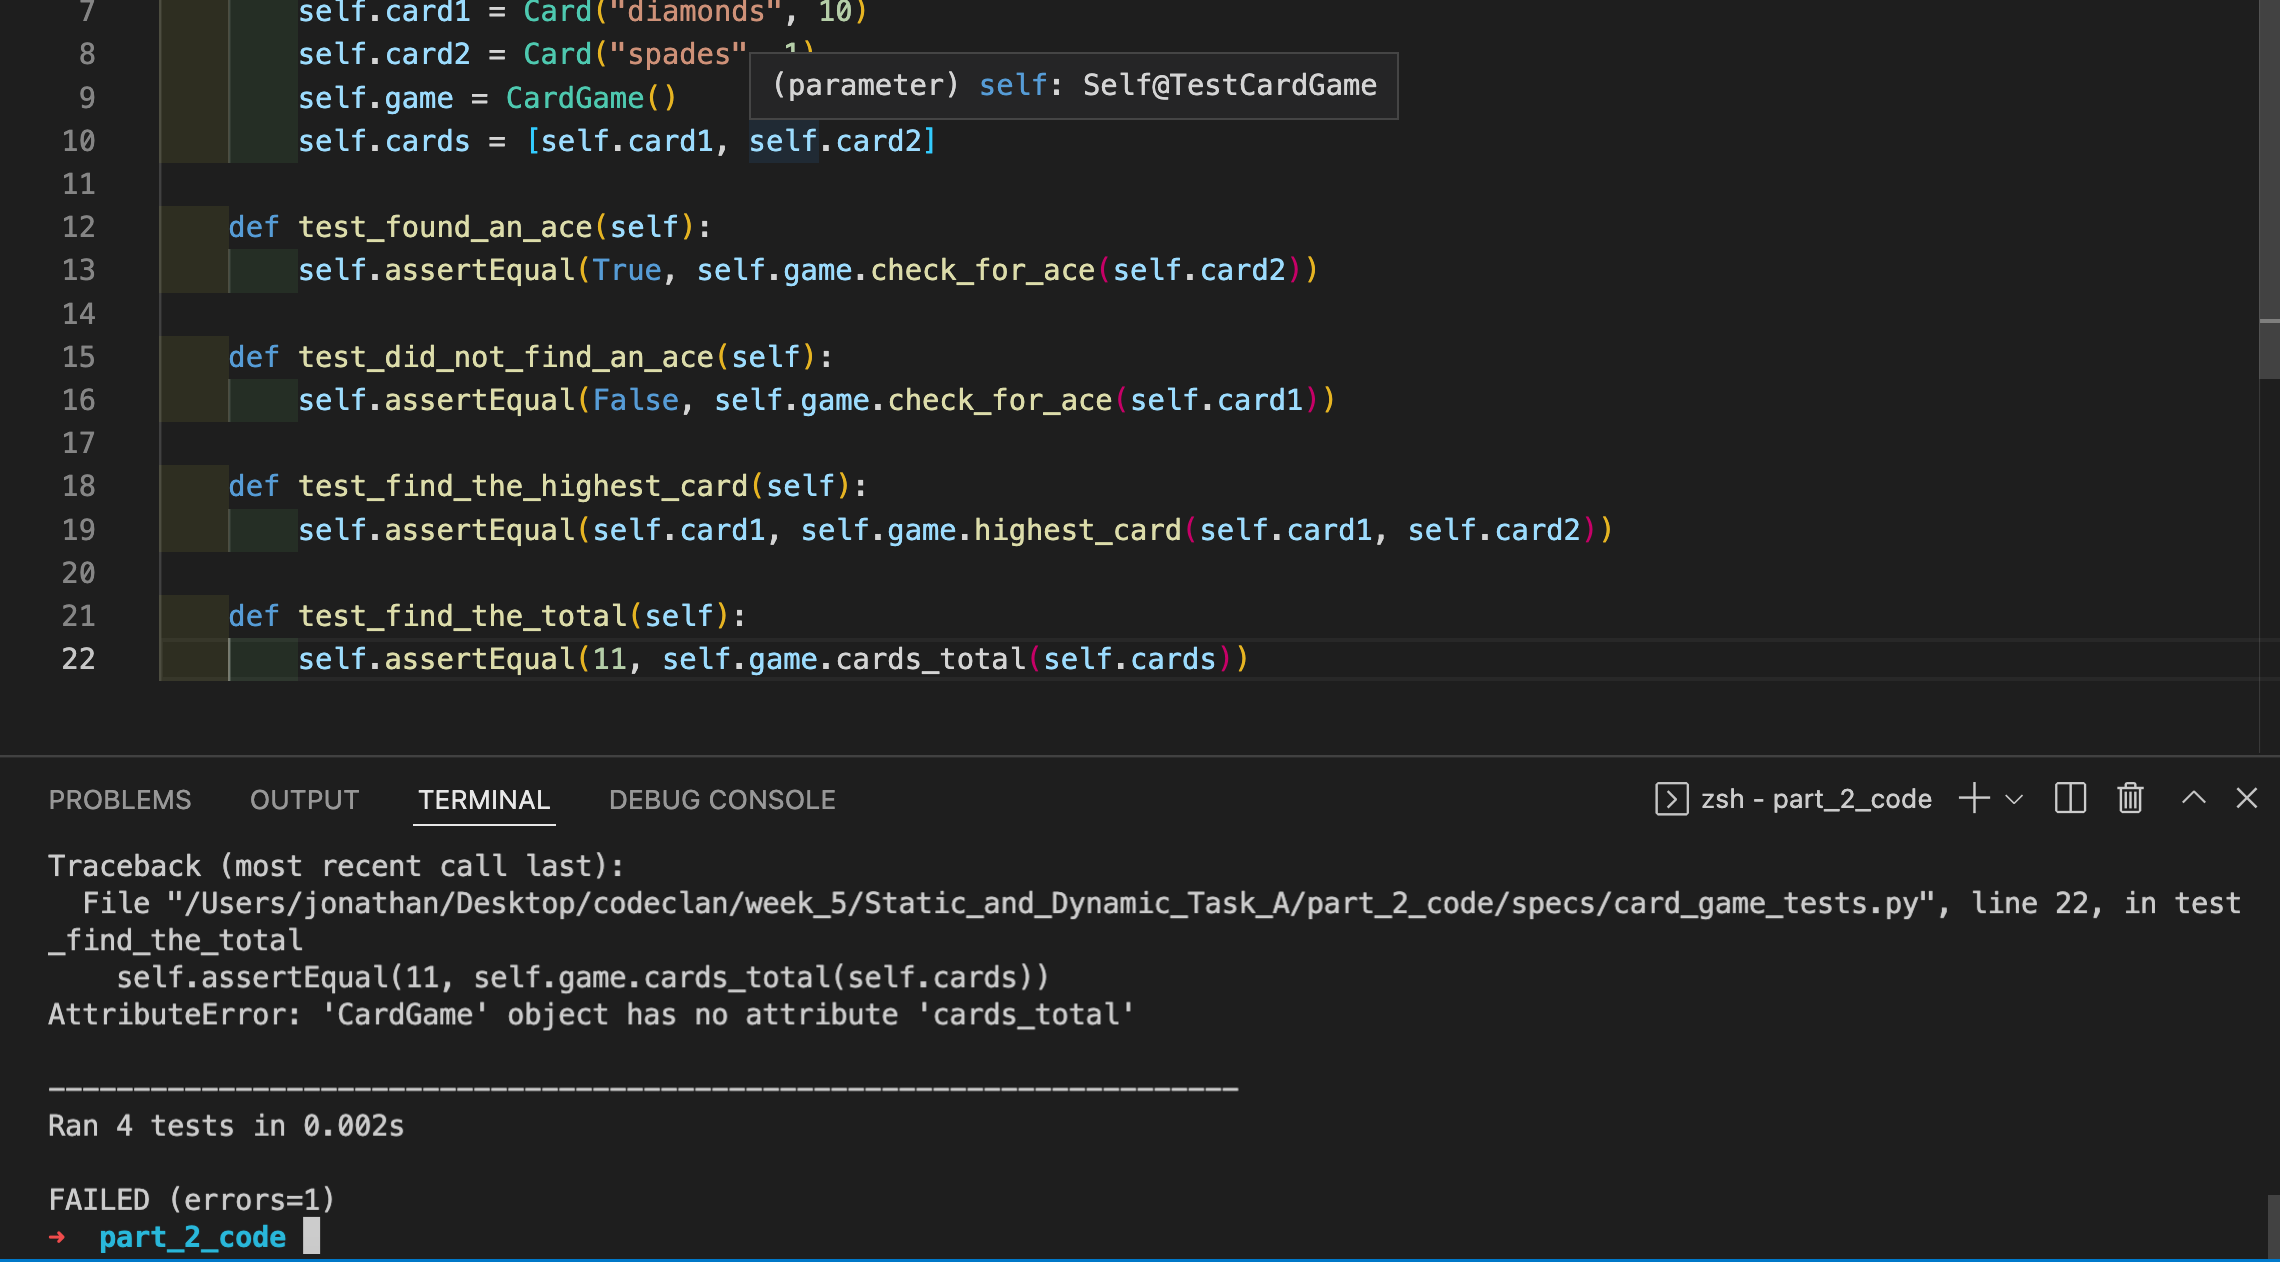 7 self.card1 = Card("diamonds", 10)
8 self.card2 = Card("spades", 1)
(parameter) self: Self@TestCardGame
9 self.game = CardGame()
10 self.cards = [self.card1, self.card2]
11
12 def test_found_an_ace(self):
13 self.assertEqual(True, self.game.check_for_ace(self.card2))
14
15 def test_did_not_find_an_ace(self):
16 self.assertEqual(False, self.game.check_for_ace(self.card1))
17
18 def test_find_the_highest_card(self):
19 self.assertEqual(self.card1, self.game.highest_card(self.card1, self.card2))
20
21 def test_find_the_total(self):
22 self.assertEqual(11, self.game.cards_total(self.cards))
PROBLEMS OUTPUT TERMINAL DEBUG CONSOLE zsh - part_2_code
Traceback (most recent call last):
  File "/Users/jonathan/Desktop/codeclan/week_5/Static_and_Dynamic_Task_A/part_2_code/specs/card_game_tests.py", line 22, in test
_find_the_total
    self.assertEqual(11, self.game.cards_total(self.cards))
AttributeError: 'CardGame' object has no attribute 'cards_total'
----------------------------------------------------------------------
Ran 4 tests in 0.002s
FAILED (errors=1)
➜  part_2_code